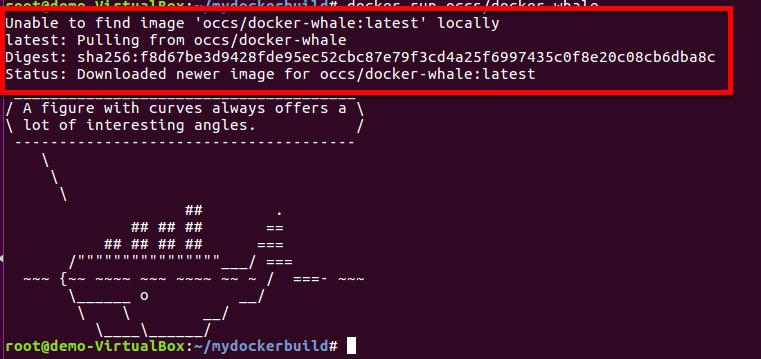 root@demo-VirtualBox:~/mydockerbuild# docker run occs/docker-whale
Unable to find image 'occs/docker-whale:latest' locally
latest: Pulling from occs/docker-whale
Digest: sha256:f8d67be3d9428fde95ec52cbc87e79f3cd4a25f6997435c0f8e20c08cb6dba8c
Status: Downloaded newer image for occs/docker-whale:latest
 ______________________________________
/ A figure with curves always offers a \
\ lot of interesting angles.           /
 --------------------------------------
    \
     \
      \
                    ##        .
              ## ## ##       ==
           ## ## ## ##      ===
       /""""""""""""""""___/ ===
  ~~~ {~~ ~~~~ ~~~ ~~~~ ~~ ~ /  ===- ~~~
       \______ o          __/
        \    \        __/
          \____\______/
root@demo-VirtualBox:~/mydockerbuild#